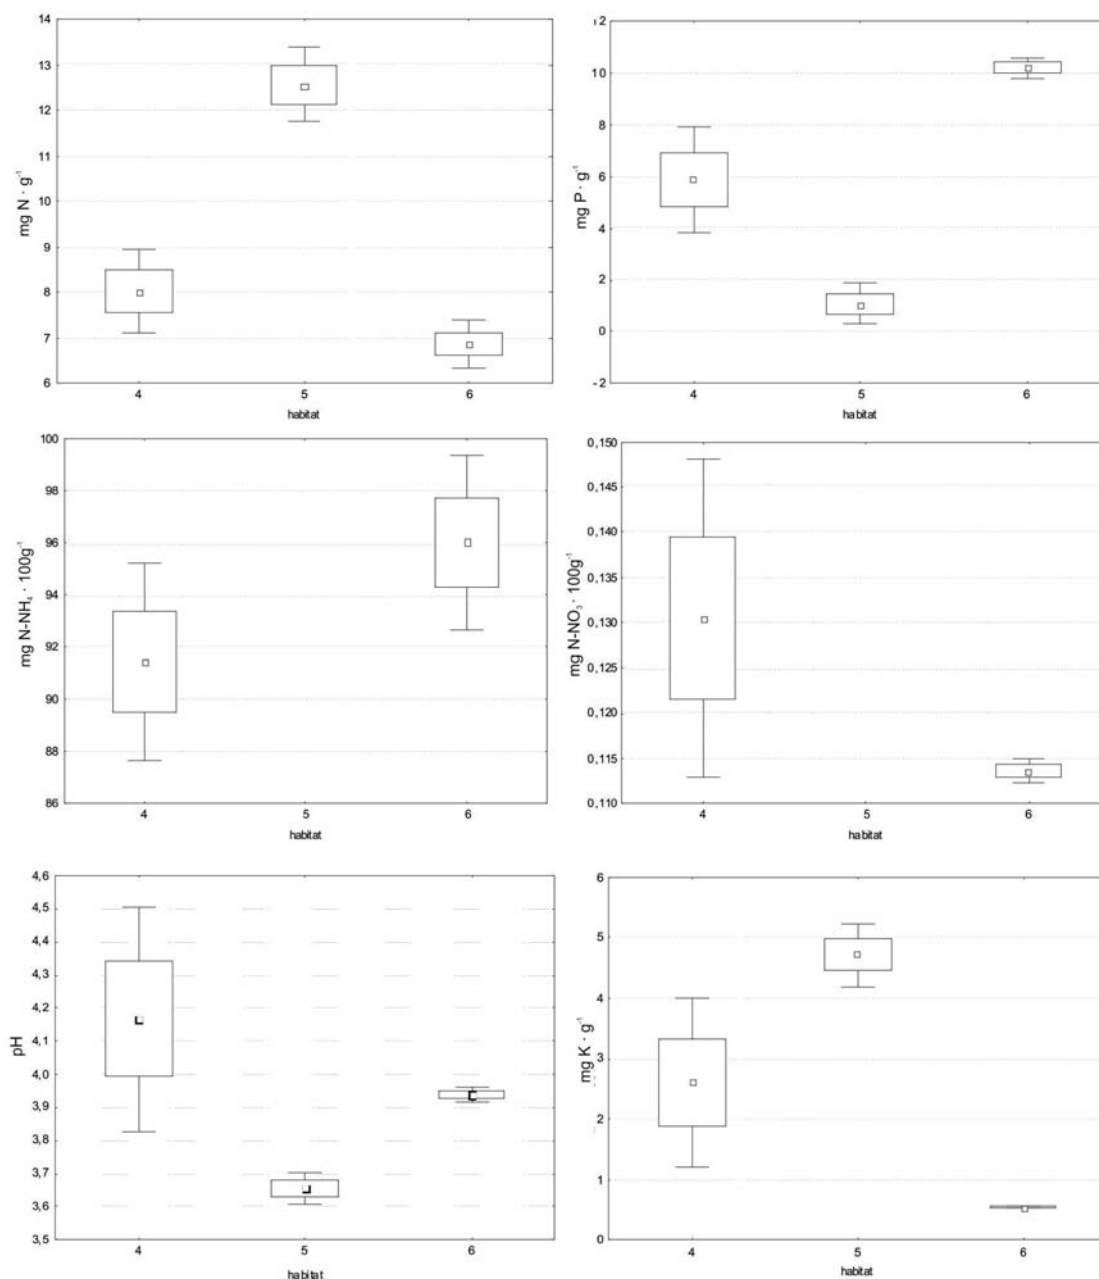 14
13
12
11
10
9
8
7
6
mg N · g⁻¹
4 5 6
habitat
12
10
8
6
4
2
0
-2
mg P · g⁻¹
4 5 6
habitat
100
98
96
94
92
90
88
86
mg N-NH₄ · 100g⁻¹
4 5 6
habitat
0,150
0,145
0,140
0,135
0,130
0,125
0,120
0,115
0,110
mg N-NO₃ · 100g⁻¹
4 5 6
habitat
4,6
4,5
4,4
4,3
4,2
4,1
4,0
3,9
3,8
3,7
3,6
3,5
pH
4 5 6
habitat
6
5
4
3
2
1
0
mg K · g⁻¹
4 5 6
habitat